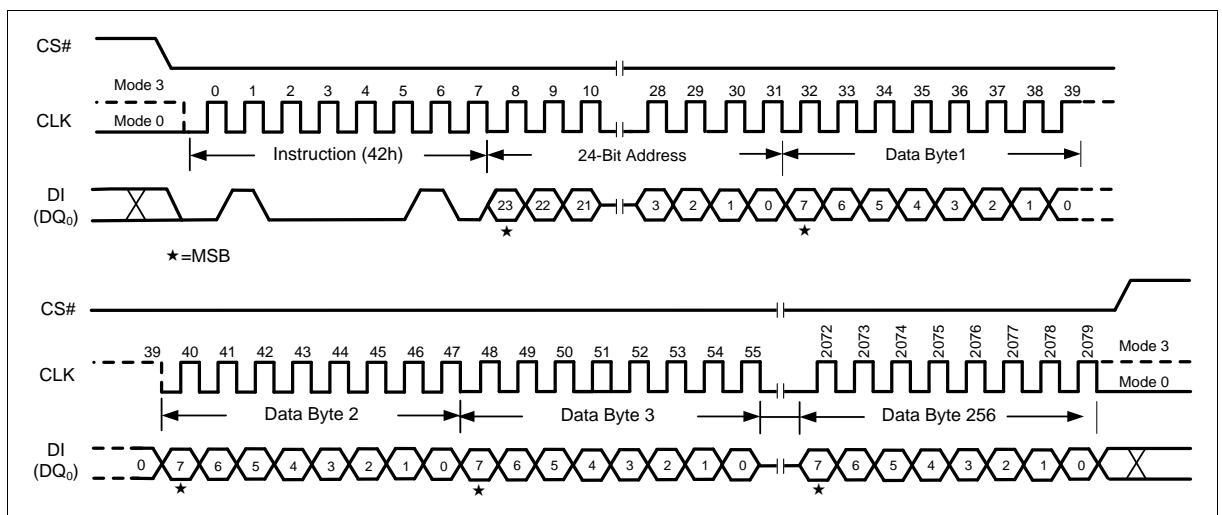 CS#
Mode 3
0 1 2 3 4 5 6 7 8 9 10 28 29 30 31 32 33 34 35 36 37 38 39
CLK
Mode 0
Instruction (42h) 24-Bit Address Data Byte1
DI
(DQ0)
23 22 21 3 2 1 0 7 6 5 4 3 2 1 0
★ ★
★=MSB
CS#
39 40 41 42 43 44 45 46 47 48 49 50 51 52 53 54 55 2072 2073 2074 2075 2076 2077 2078 2079
Mode 3
CLK
Mode 0
Data Byte 2 Data Byte 3 Data Byte 256
DI
(DQ0)
0 7 6 5 4 3 2 1 0 7 6 5 4 3 2 1 0 7 6 5 4 3 2 1 0
★ ★ ★